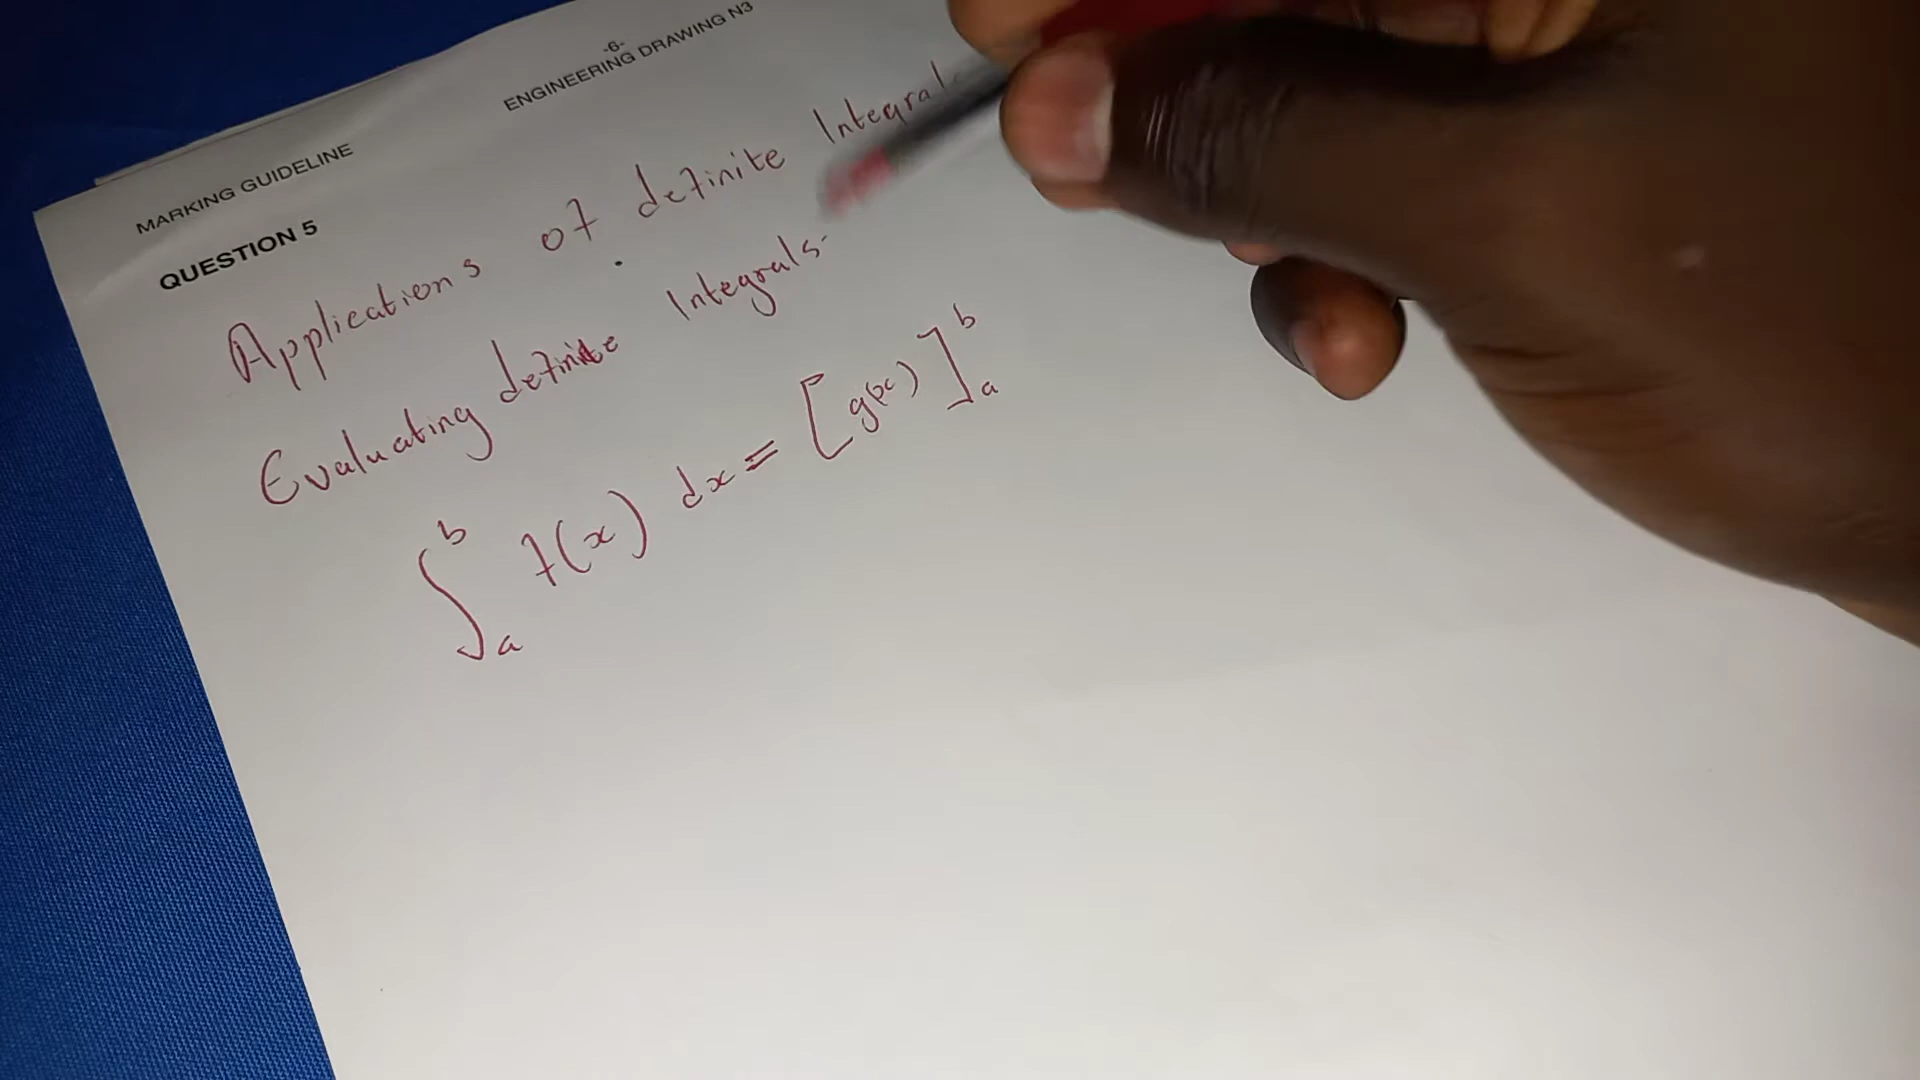 -6-
ENGINEERING DRAWING N3
MARKING GUIDELINE
QUESTION 5
Applications of definite Integrals
Evaluating definite Integrals.
∫ₐᵇ f(x) dx = [g(x)]ₐᵇ